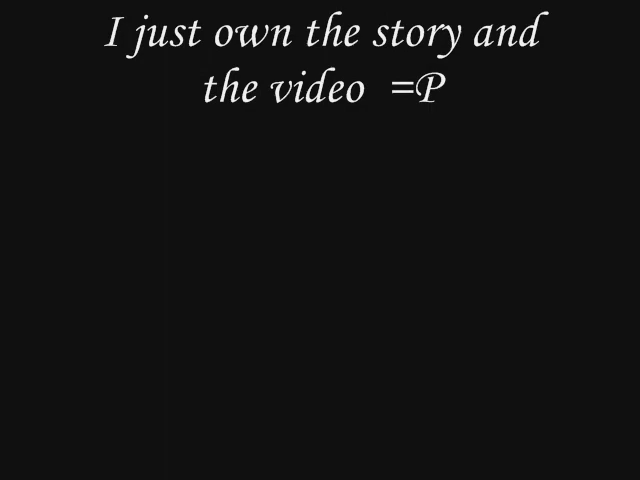 I just own the story and
the video =P